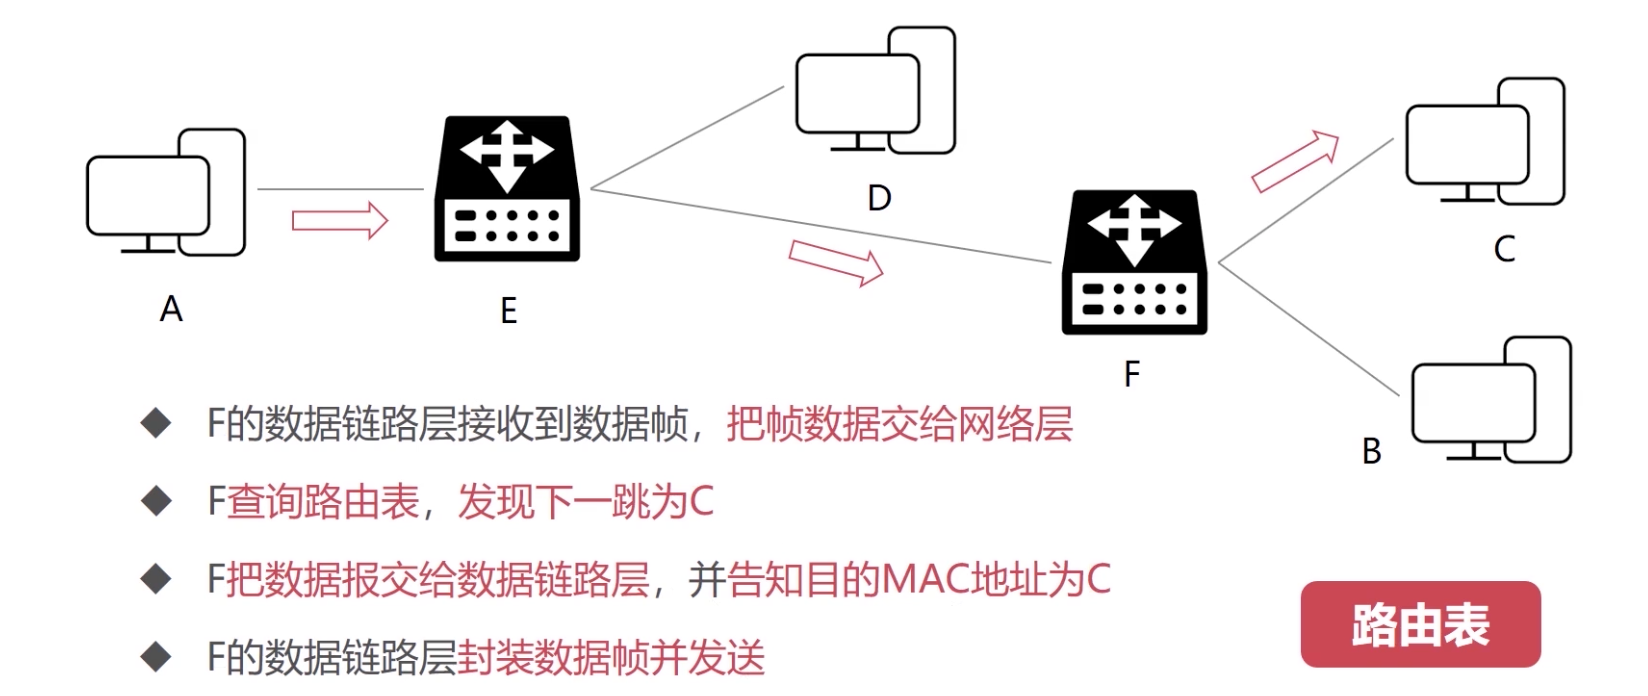 D
C
A
E
F
B
F的数据链路层接收到数据帧，把帧数据交给网络层
F查询路由表，发现下一跳为C
F把数据报交给数据链路层，并告知目的MAC地址为C
F的数据链路层封装数据帧并发送
路由表